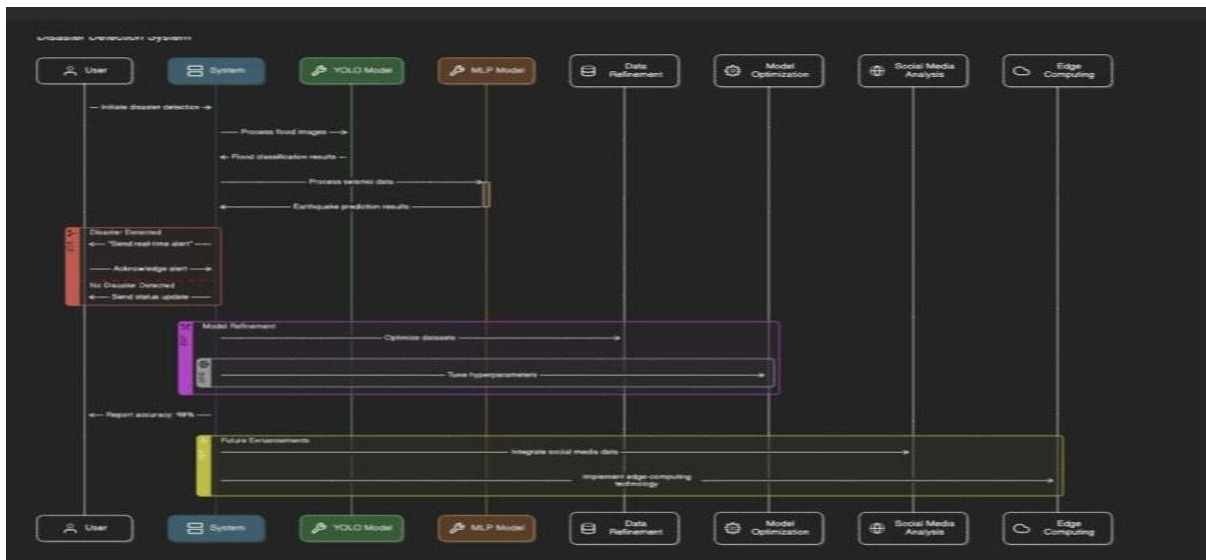 Disaster Detection System
User
System
YOLO Model
MLP Model
Data
Refinement
Model
Optimization
Social Media
Analysis
Edge
Computing
Initiate disaster detection
Process flood images
Flood classification results
Process seismic data
Earthquake prediction results
Disaster Detected
"Send real-time alert"
Acknowledge alert
No Disaster Detected
Send status update
Model Refinement
Optimize datasets
Tune hyperparameters
Report accuracy:
Future
Integrate social media data
Implement edge-computing
technology
User
System
YOLO Model
MLP Model
Data
Refinement
Model
Optimization
Social Media
Analysis
Edge
Computing